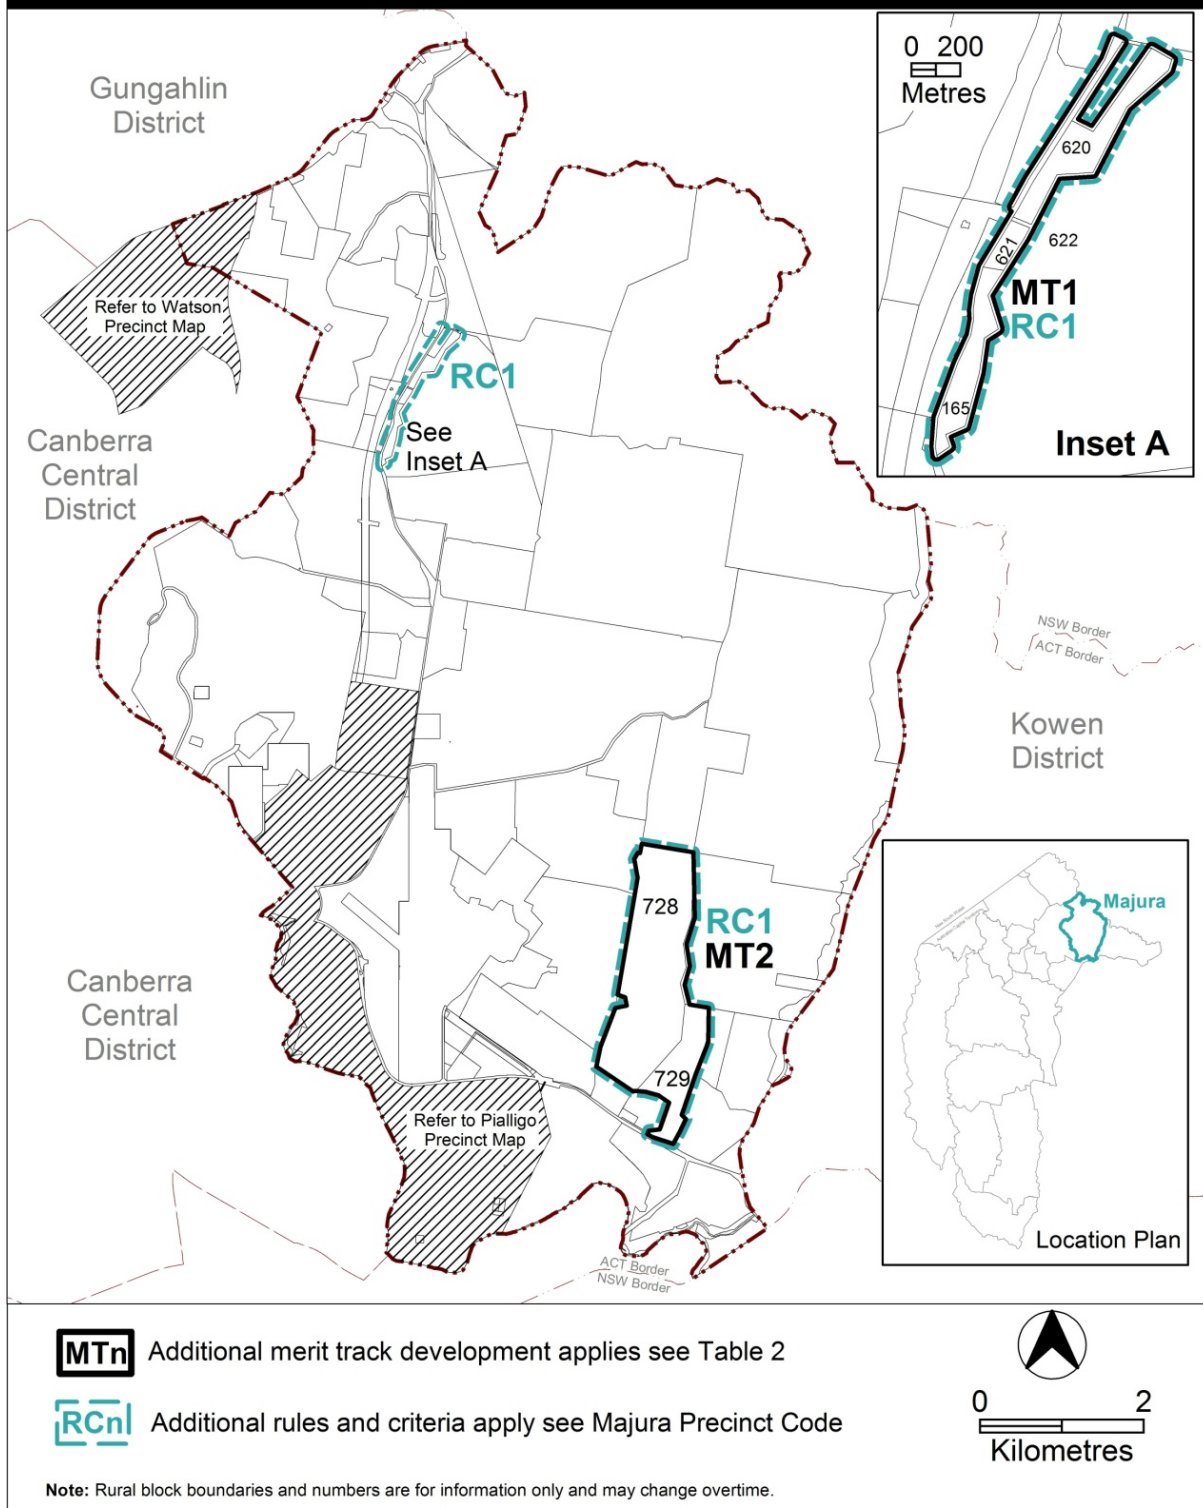 Gungahlin
District
0 200
Metres
620
621
622
MT1
RC1
165
Inset A
Refer to Watson
Precinct Map
RC1
See
Inset A
Canberra
Central
District
NSW Border
ACT Border
Kowen
District
728
RC1
MT2
729
Canberra
Central
District
Refer to Pialligo
Precinct Map
Majura
Location Plan
ACT Border
NSW Border
MTn Additional merit track development applies see Table 2
RCn Additional rules and criteria apply see Majura Precinct Code
0 2
Kilometres
Note: Rural block boundaries and numbers are for information only and may change overtime.